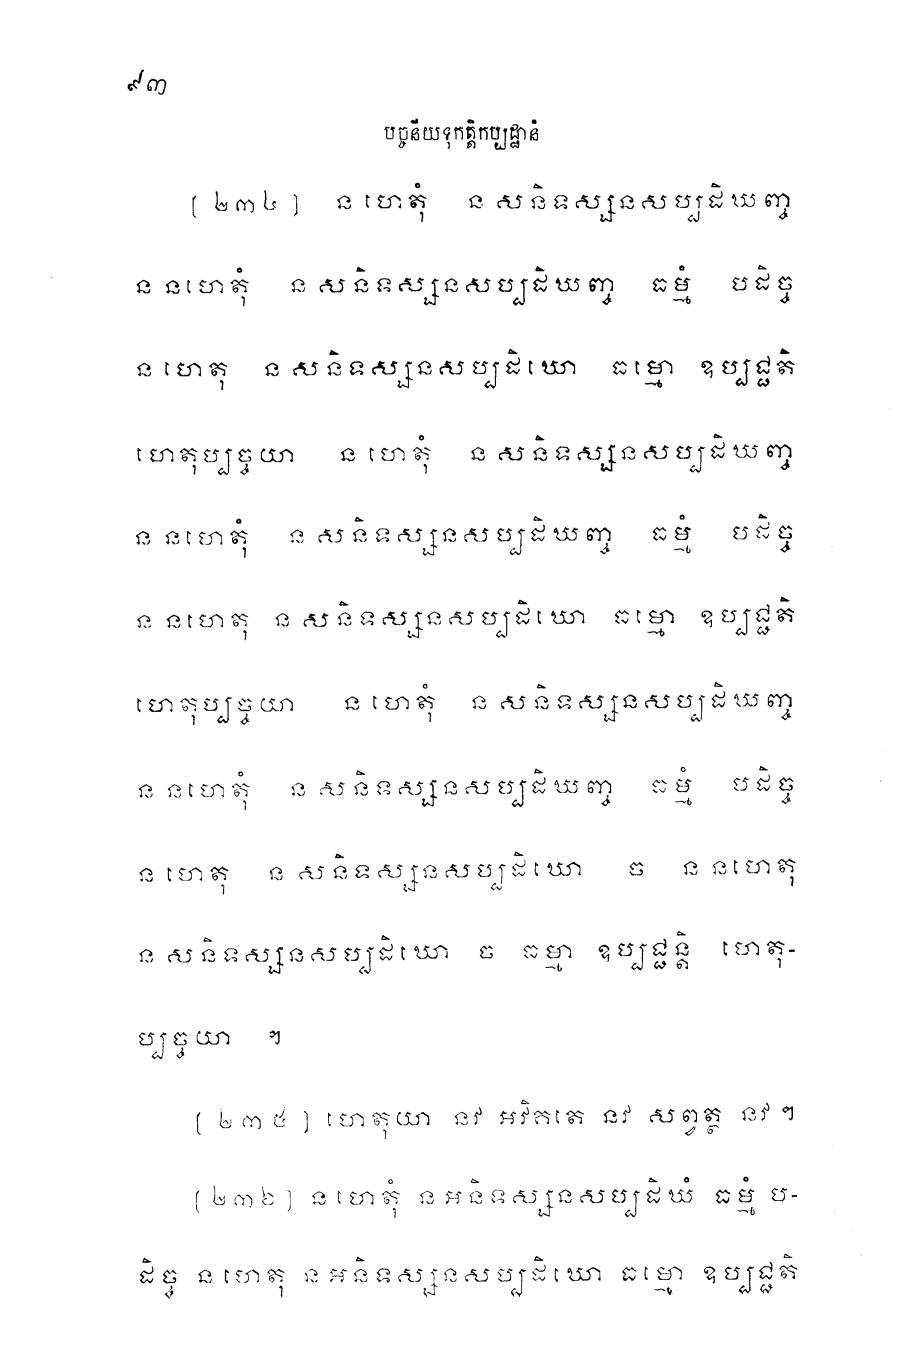 ៩៣
បច្ចនីយទុកត្តិកប្បដ្ឋានំ
[ ២៣៤ ] ន ហេតុំ ន សនិទស្សនសប្បដិឃញ្ច
ន នហេតុំ ន សនិទស្សនសប្បដិឃញ្ច ធម្មំ បដិច្ច
ន ហេតុ ន សនិទស្សនសប្បដិឃោ ធម្មោ ឧប្បជ្ជតិ
ហេតុប្បច្ចយា ន ហេតុំ ន សនិទស្សនសប្បដិឃញ្ច
ន នហេតុំ ន សនិទស្សនសប្បដិឃញ្ច ធម្មំ បដិច្ច
ន នហេតុ ន សនិទស្សនសប្បដិឃោ ធម្មោ ឧប្បជ្ជតិ
ហេតុប្បច្ចយា ន ហេតុំ ន សនិទស្សនសប្បដិឃញ្ច
ន នហេតុំ ន សនិទស្សនសប្បដិឃញ្ច ធម្មំ បដិច្ច
ន ហេតុ ន សនិទស្សនសប្បដិឃោ ច ន នហេតុ
ន សនិទស្សនសប្បដិឃោ ច ធម្មា ឧប្បជ្ជន្តិ ហេតុ-
ប្បច្ចយា ។
[ ២៣៥ ] ហេតុយា នវ អវិគតេ នវ សព្វត្ថ នវ ។
[ ២៣៦ ] ន ហេតុំ ន អនិទស្សនសប្បដិឃំ ធម្មំ ប-
ដិច្ច ន ហេតុ ន អនិទស្សនសប្បដិឃោ ធម្មោ ឧប្បជ្ជតិ